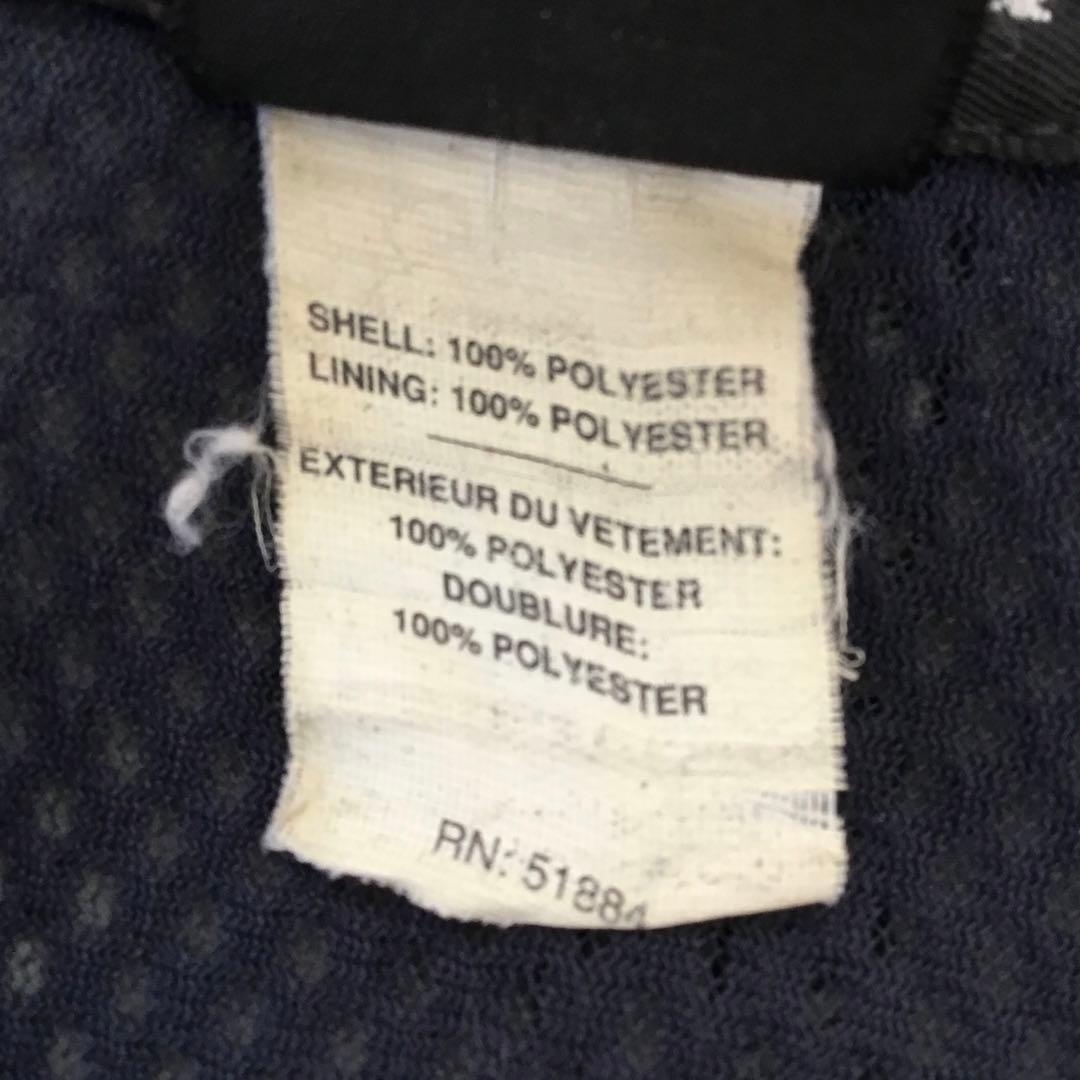 SHELL: 100% POLYESTER
LINING: 100% POLYESTER
EXTERIEUR DU VETEMENT:
100% POLYESTER
DOUBLURE:
100% POLYESTER
RN: 51884